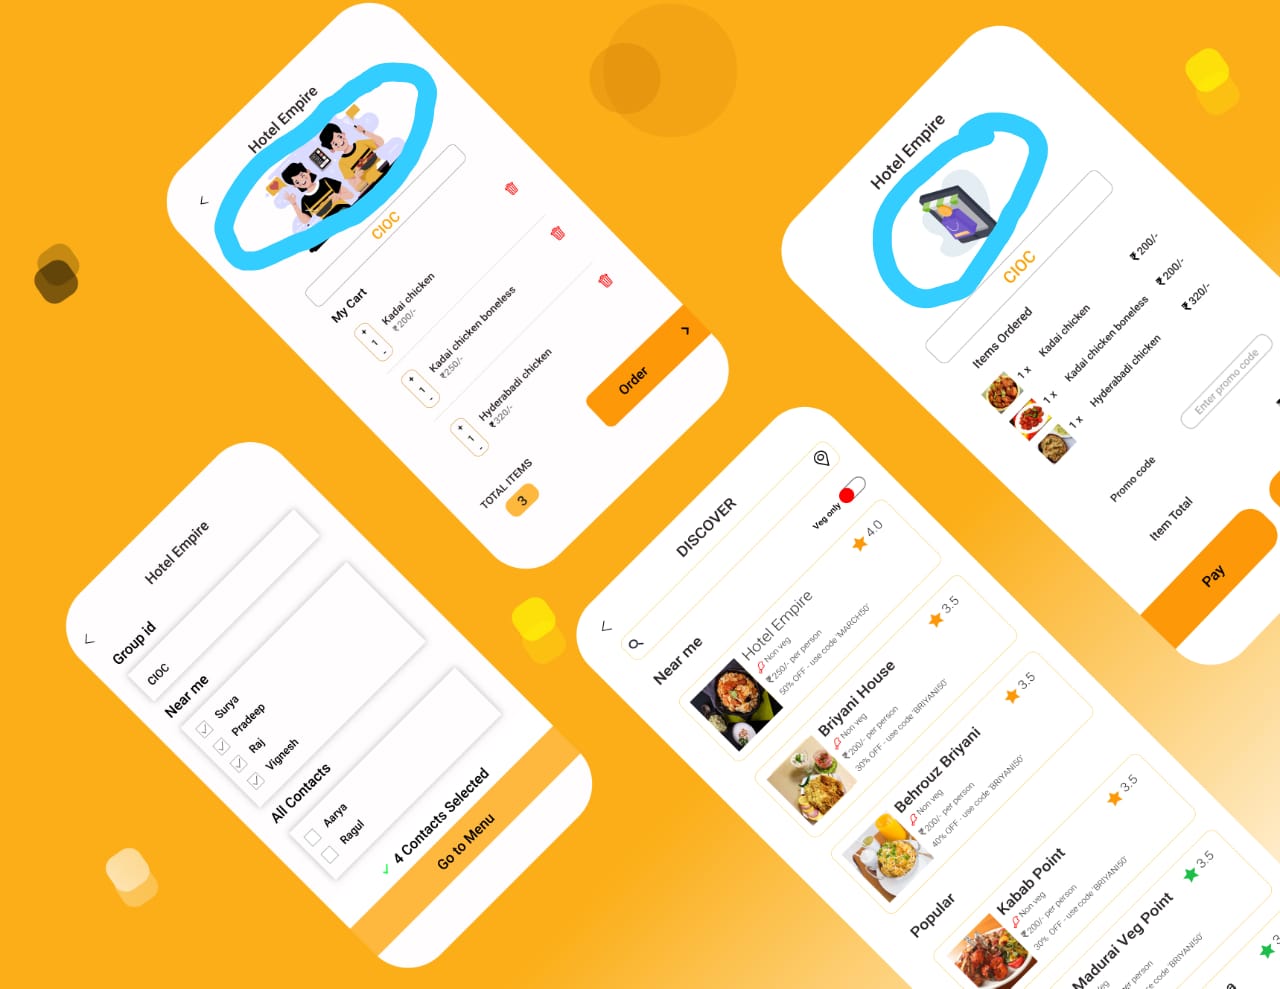 Hotel Empire
CIOC
My Cart
+
1
-
Kadai chicken
₹200/-
+
1
-
Kadai chicken boneless
₹250/-
+
1
-
Hyderabadi chicken
₹320/-
Order
TOTAL ITEMS
3
Hotel Empire
CIOC
Items Ordered
1 x Kadai chicken ₹200/-
1 x Kadai chicken boneless ₹200/-
1 x Hyderabadi chicken ₹320/-
Enter promo code
Promo code
Item Total
Pay
Hotel Empire
Group id
CIOC
Near me
Surya
Pradeep
Raj
Vignesh
All Contacts
Aarya
Ragul
4 Contacts Selected
Go to Menu
DISCOVER
Veg only
Near me
Hotel Empire 4.0
Non veg
₹250/- per person
50% OFF - use code 'MARCH50'
Briyani House 3.5
Non veg
₹200/- per person
30% OFF - use code 'BRIYANI50'
Behrouz Briyani 3.5
Non veg
₹200/- per person
40% OFF - use code 'BRIYANI50'
Popular
Kabab Point 3.5
Non veg
₹200/- per person
30% OFF - use code 'BRIYANI50'
Madurai Veg Point 3.5